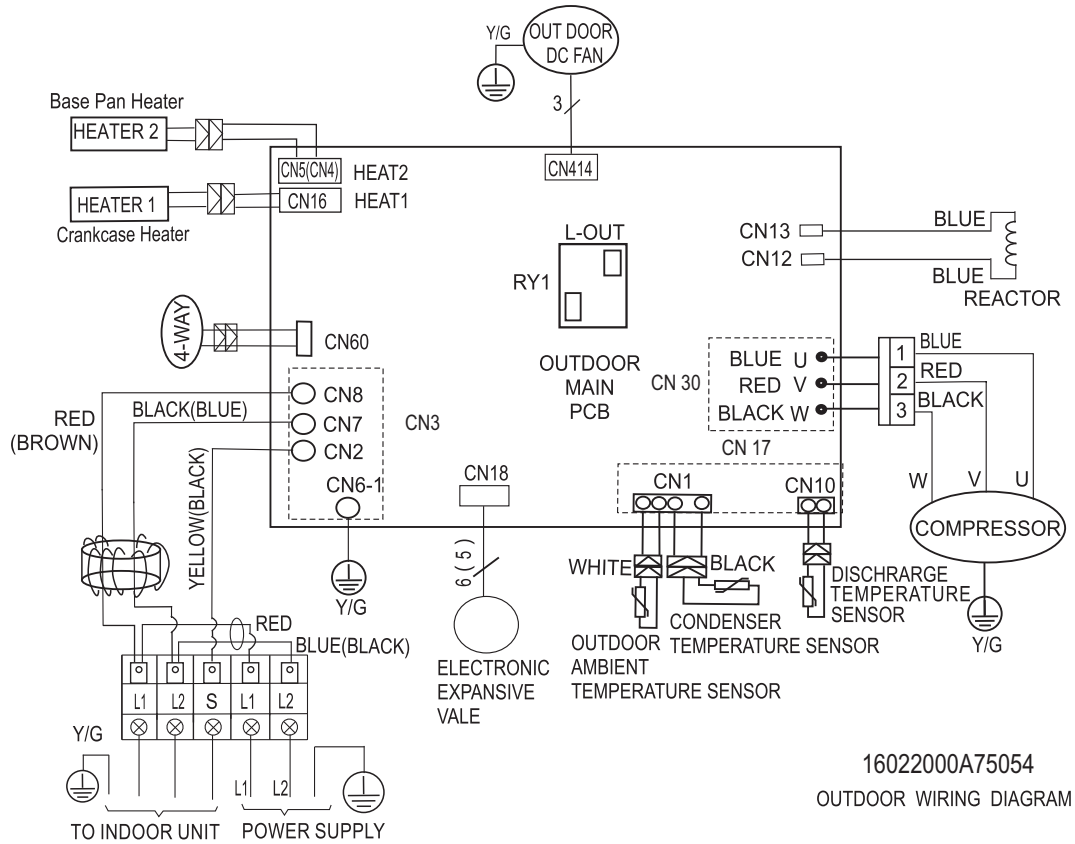 Y/G
OUT DOOR
DC FAN
3
Base Pan Heater
HEATER 2
CN5(CN4)
HEAT2
CN414
HEATER 1
CN16
HEAT1
Crankcase Heater
L-OUT
RY1
CN13
BLUE
CN12
BLUE
REACTOR
4-WAY
CN60
OUTDOOR
MAIN
PCB
CN 30
BLUE U
RED V
BLACK W
1
2
3
BLUE
RED
BLACK
CN 17
RED
(BROWN)
BLACK(BLUE)
YELLOW(BLACK)
CN8
CN7
CN2
CN3
CN6-1
Y/G
CN18
6(5)
ELECTRONIC
EXPANSIVE
VALE
CN1
CN10
WHITE
BLACK
OUTDOOR
AMBIENT
TEMPERATURE SENSOR
CONDENSER
TEMPERATURE SENSOR
DISCHRARGE
TEMPERATURE
SENSOR
W
V
U
COMPRESSOR
Y/G
RED
BLUE(BLACK)
L1
L2
S
L1
L2
Y/G
L1
L2
TO INDOOR UNIT
POWER SUPPLY
16022000A75054
OUTDOOR WIRING DIAGRAM